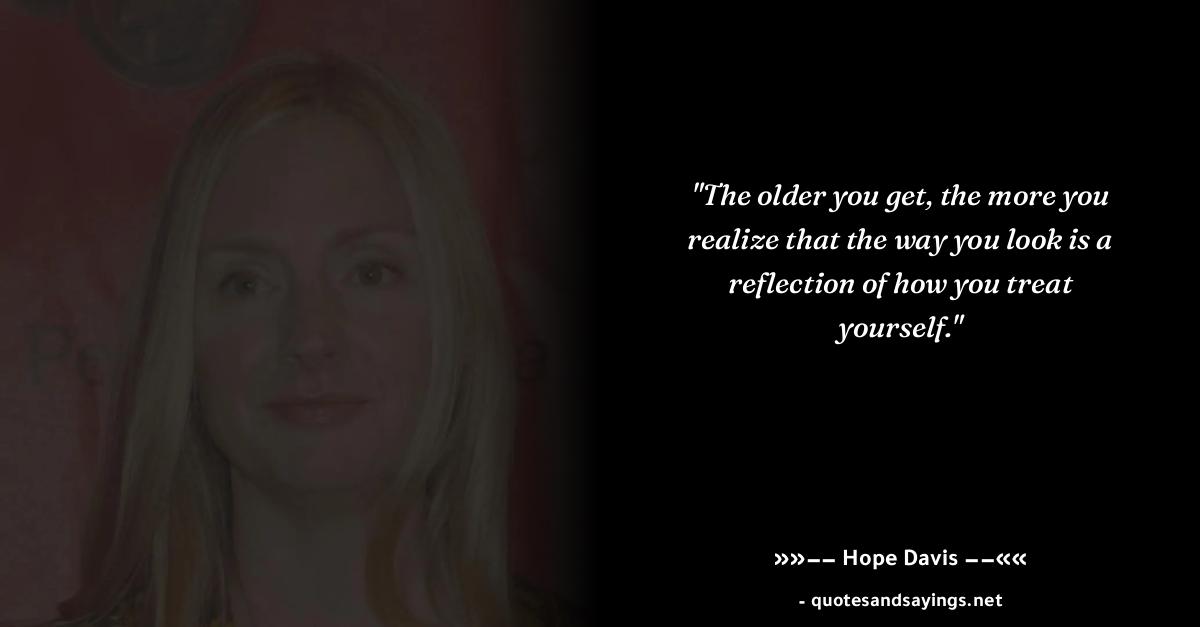 "The older you get, the more you
realize that the way you look is a
reflection of how you treat
yourself."
»»–– Hope Davis ––««
- quotesandsayings.net